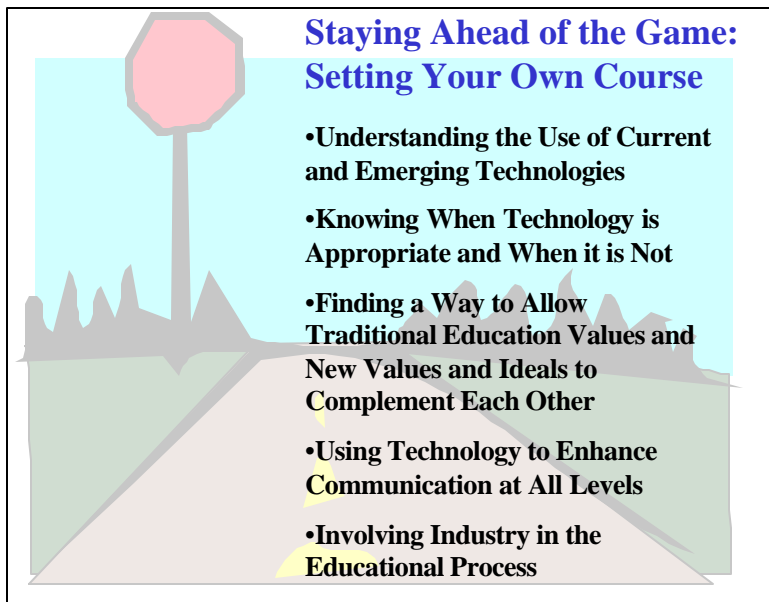 Staying Ahead of the Game:
Setting Your Own Course
•Understanding the Use of Current
and Emerging Technologies
•Knowing When Technology is
Appropriate and When it is Not
•Finding a Way to Allow
Traditional Education Values and
New Values and Ideals to
Complement Each Other
•Using Technology to Enhance
Communication at All Levels
•Involving Industry in the
Educational Process